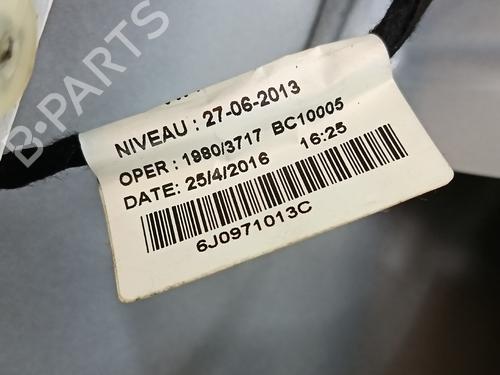 B-PARTS
NIVEAU : 27-06-2013
OPER : 1980/3717 BC10005
DATE: 25/4/2016 16:25
6J0971013C